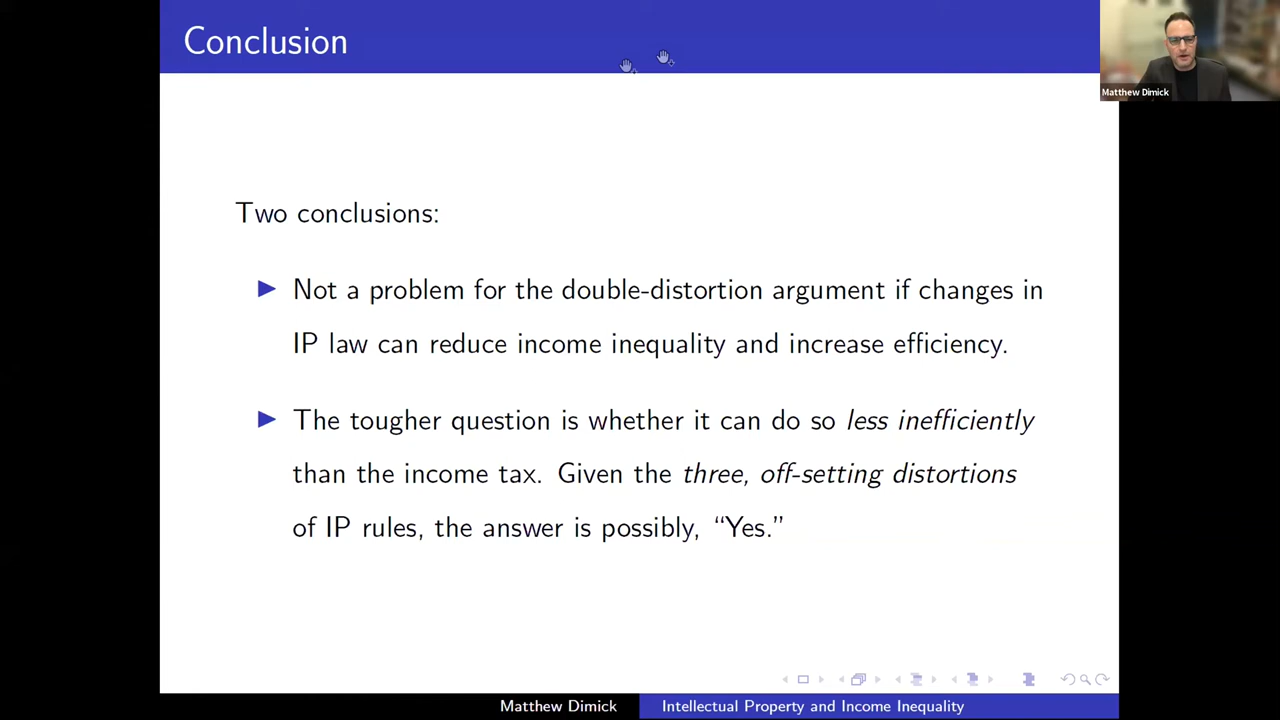 Conclusion
Matthew Dimick
Two conclusions:
Not a problem for the double-distortion argument if changes in
IP law can reduce income inequality and increase efficiency.
The tougher question is whether it can do so less inefficiently
than the income tax. Given the three, off-setting distortions
of IP rules, the answer is possibly, “Yes.”
Matthew Dimick
Intellectual Property and Income Inequality